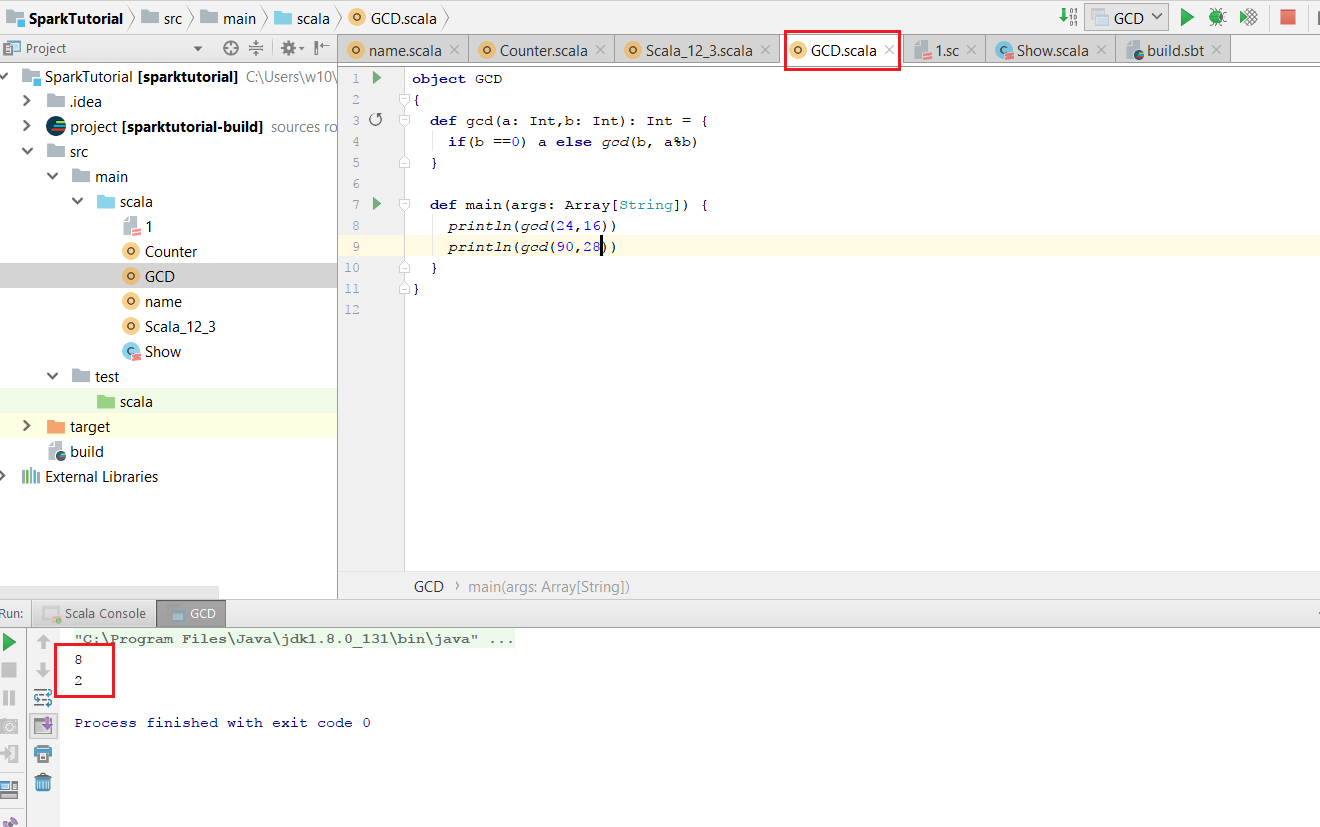 SparkTutorial src main scala GCD.scala GCD
Project name.scala Counter.scala Scala_12_3.scala GCD.scala 1.sc Show.scala build.sbt
SparkTutorial [sparktutorial] C:\Users\w10\
.idea
project [sparktutorial-build] sources ro
src
main
scala
1
Counter
GCD
name
Scala_12_3
Show
test
scala
target
build
External Libraries
1 object GCD
2 {
3 def gcd(a: Int,b: Int): Int = {
4 if(b ==0) a else gcd(b, a%b)
5 }
6
7 def main(args: Array[String]) {
8 println(gcd(24,16))
9 println(gcd(90,28))
10 }
11 }
12
GCD › main(args: Array[String])
Run: Scala Console GCD
"C:\Program Files\Java\jdk1.8.0_131\bin\java" ...
8
2
Process finished with exit code 0